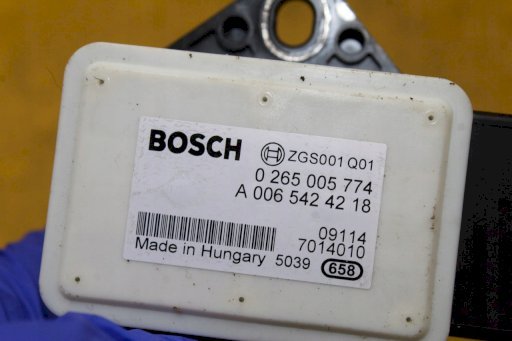 BOSCH ZGS001 Q01
0 265 005 774
A 006 542 42 18
09114
7014010
Made in Hungary 5039 658